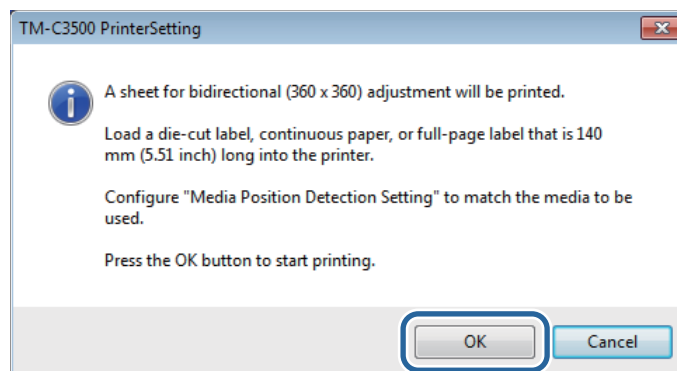 TM-C3500 PrinterSetting
A sheet for bidirectional (360 x 360) adjustment will be printed.
Load a die-cut label, continuous paper, or full-page label that is 140
mm (5.51 inch) long into the printer.
Configure "Media Position Detection Setting" to match the media to be
used.
Press the OK button to start printing.
OK
Cancel